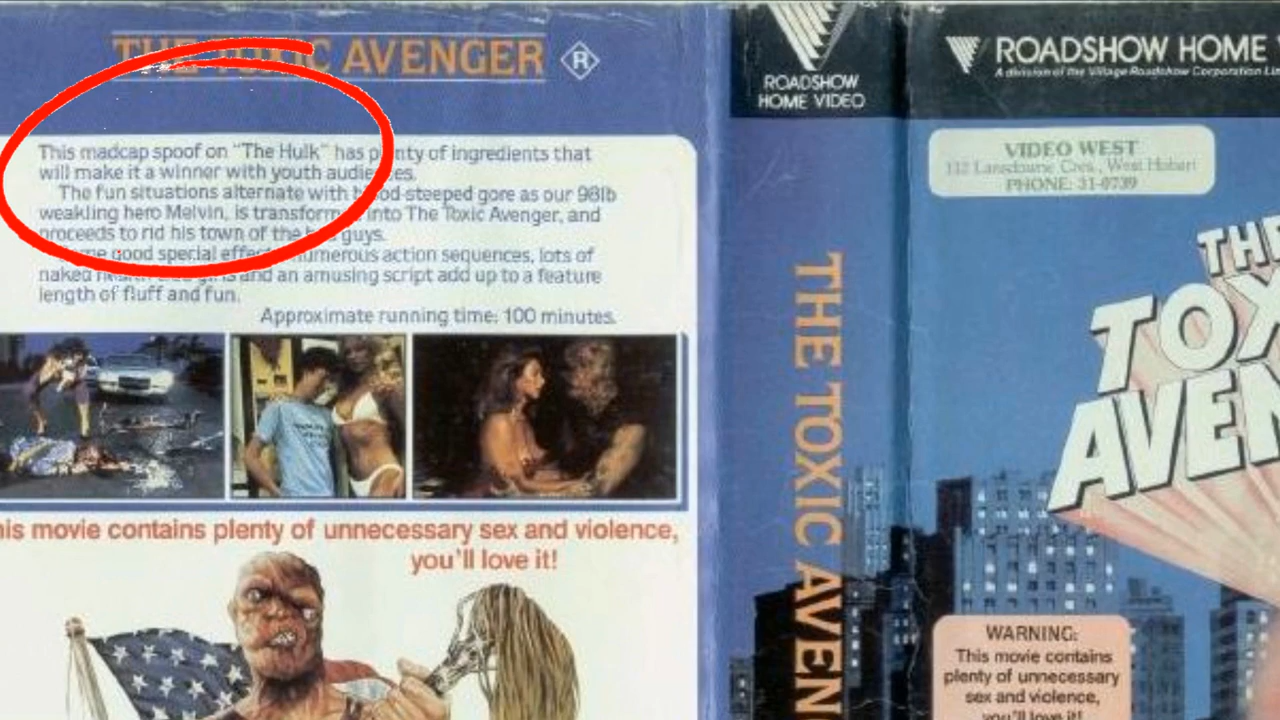 THE TOXIC AVENGER R
This madcap spoof on "The Hulk" has plenty of ingredients that
will make it a winner with youth audiences.
The fun situations alternate with blood-steeped gore as our 98lb
weakling hero Melvin, is transformed into The Toxic Avenger, and
proceeds to rid his town of the bad guys.
good special effects, numerous action sequences, lots of
naked and an amusing script add up to a feature
length of fluff and fun.
Approximate running time: 100 minutes.
his movie contains plenty of unnecessary sex and violence,
you'll love it!
ROADSHOW
HOME VIDEO
THE TOXIC AVEN
ROADSHOW HOME
A division of the Village Roadshow Corporation
VIDEO WEST
112 Lansdowne Cres., West Hobart
PHONE: 31-0739
THE
TOX
AVEN
WARNING:
This movie contains
plenty of unnecessary
sex and violence,
you'll love it!